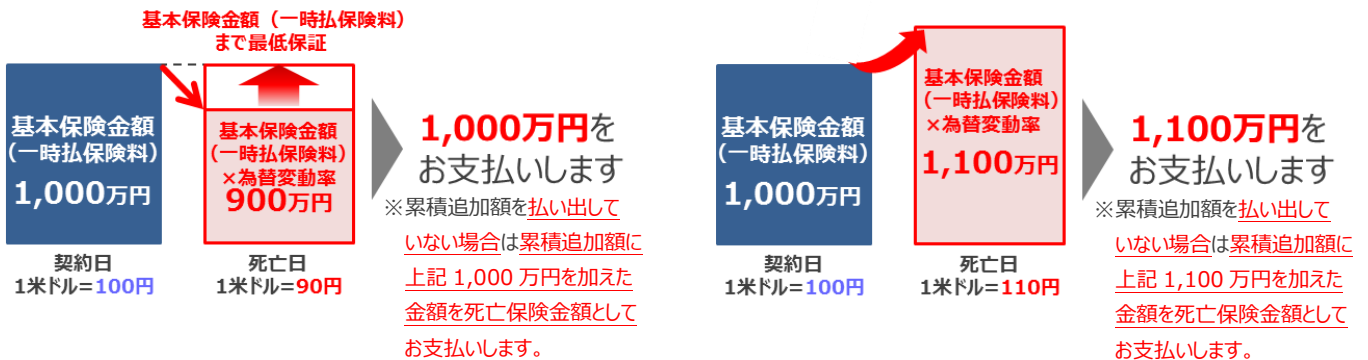 基本保険金額（一時払保険料）
まで最低保証
基本保険金額
(一時払保険料)
1,000万円
基本保険金額
(一時払保険料)
×為替変動率
900万円
契約日
1米ドル=100円
死亡日
1米ドル=90円
1,000万円を
お支払いします
※累積追加額を払い出して
いない場合は累積追加額に
上記 1,000 万円を加えた
金額を死亡保険金額として
お支払いします。
基本保険金額
(一時払保険料)
1,000万円
基本保険金額
(一時払保険料)
×為替変動率
1,100万円
契約日
1米ドル=100円
死亡日
1米ドル=110円
1,100万円を
お支払いします
※累積追加額を払い出して
いない場合は累積追加額に
上記 1,100 万円を加えた
金額を死亡保険金額として
お支払いします。